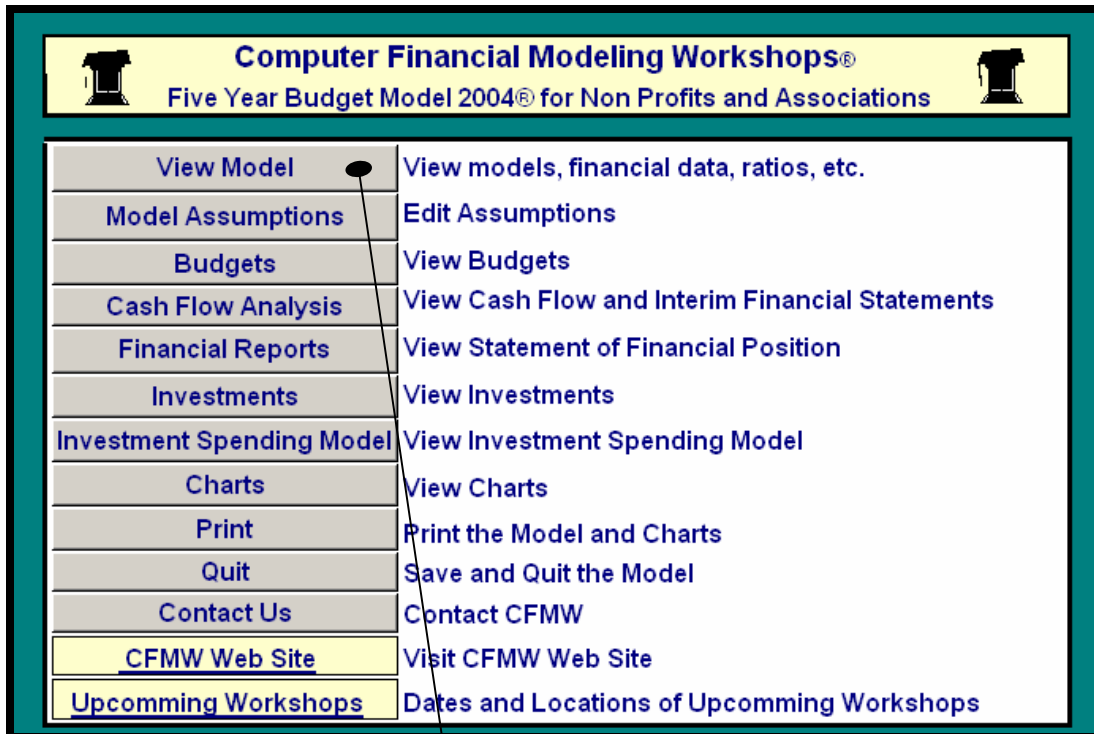 Computer Financial Modeling Workshops®
Five Year Budget Model 2004® for Non Profits and Associations
View Model View models, financial data, ratios, etc.
Model Assumptions Edit Assumptions
Budgets View Budgets
Cash Flow Analysis View Cash Flow and Interim Financial Statements
Financial Reports View Statement of Financial Position
Investments View Investments
Investment Spending Model View Investment Spending Model
Charts View Charts
Print Print the Model and Charts
Quit Save and Quit the Model
Contact Us Contact CFMW
CFMW Web Site Visit CFMW Web Site
Upcomming Workshops Dates and Locations of Upcomming Workshops